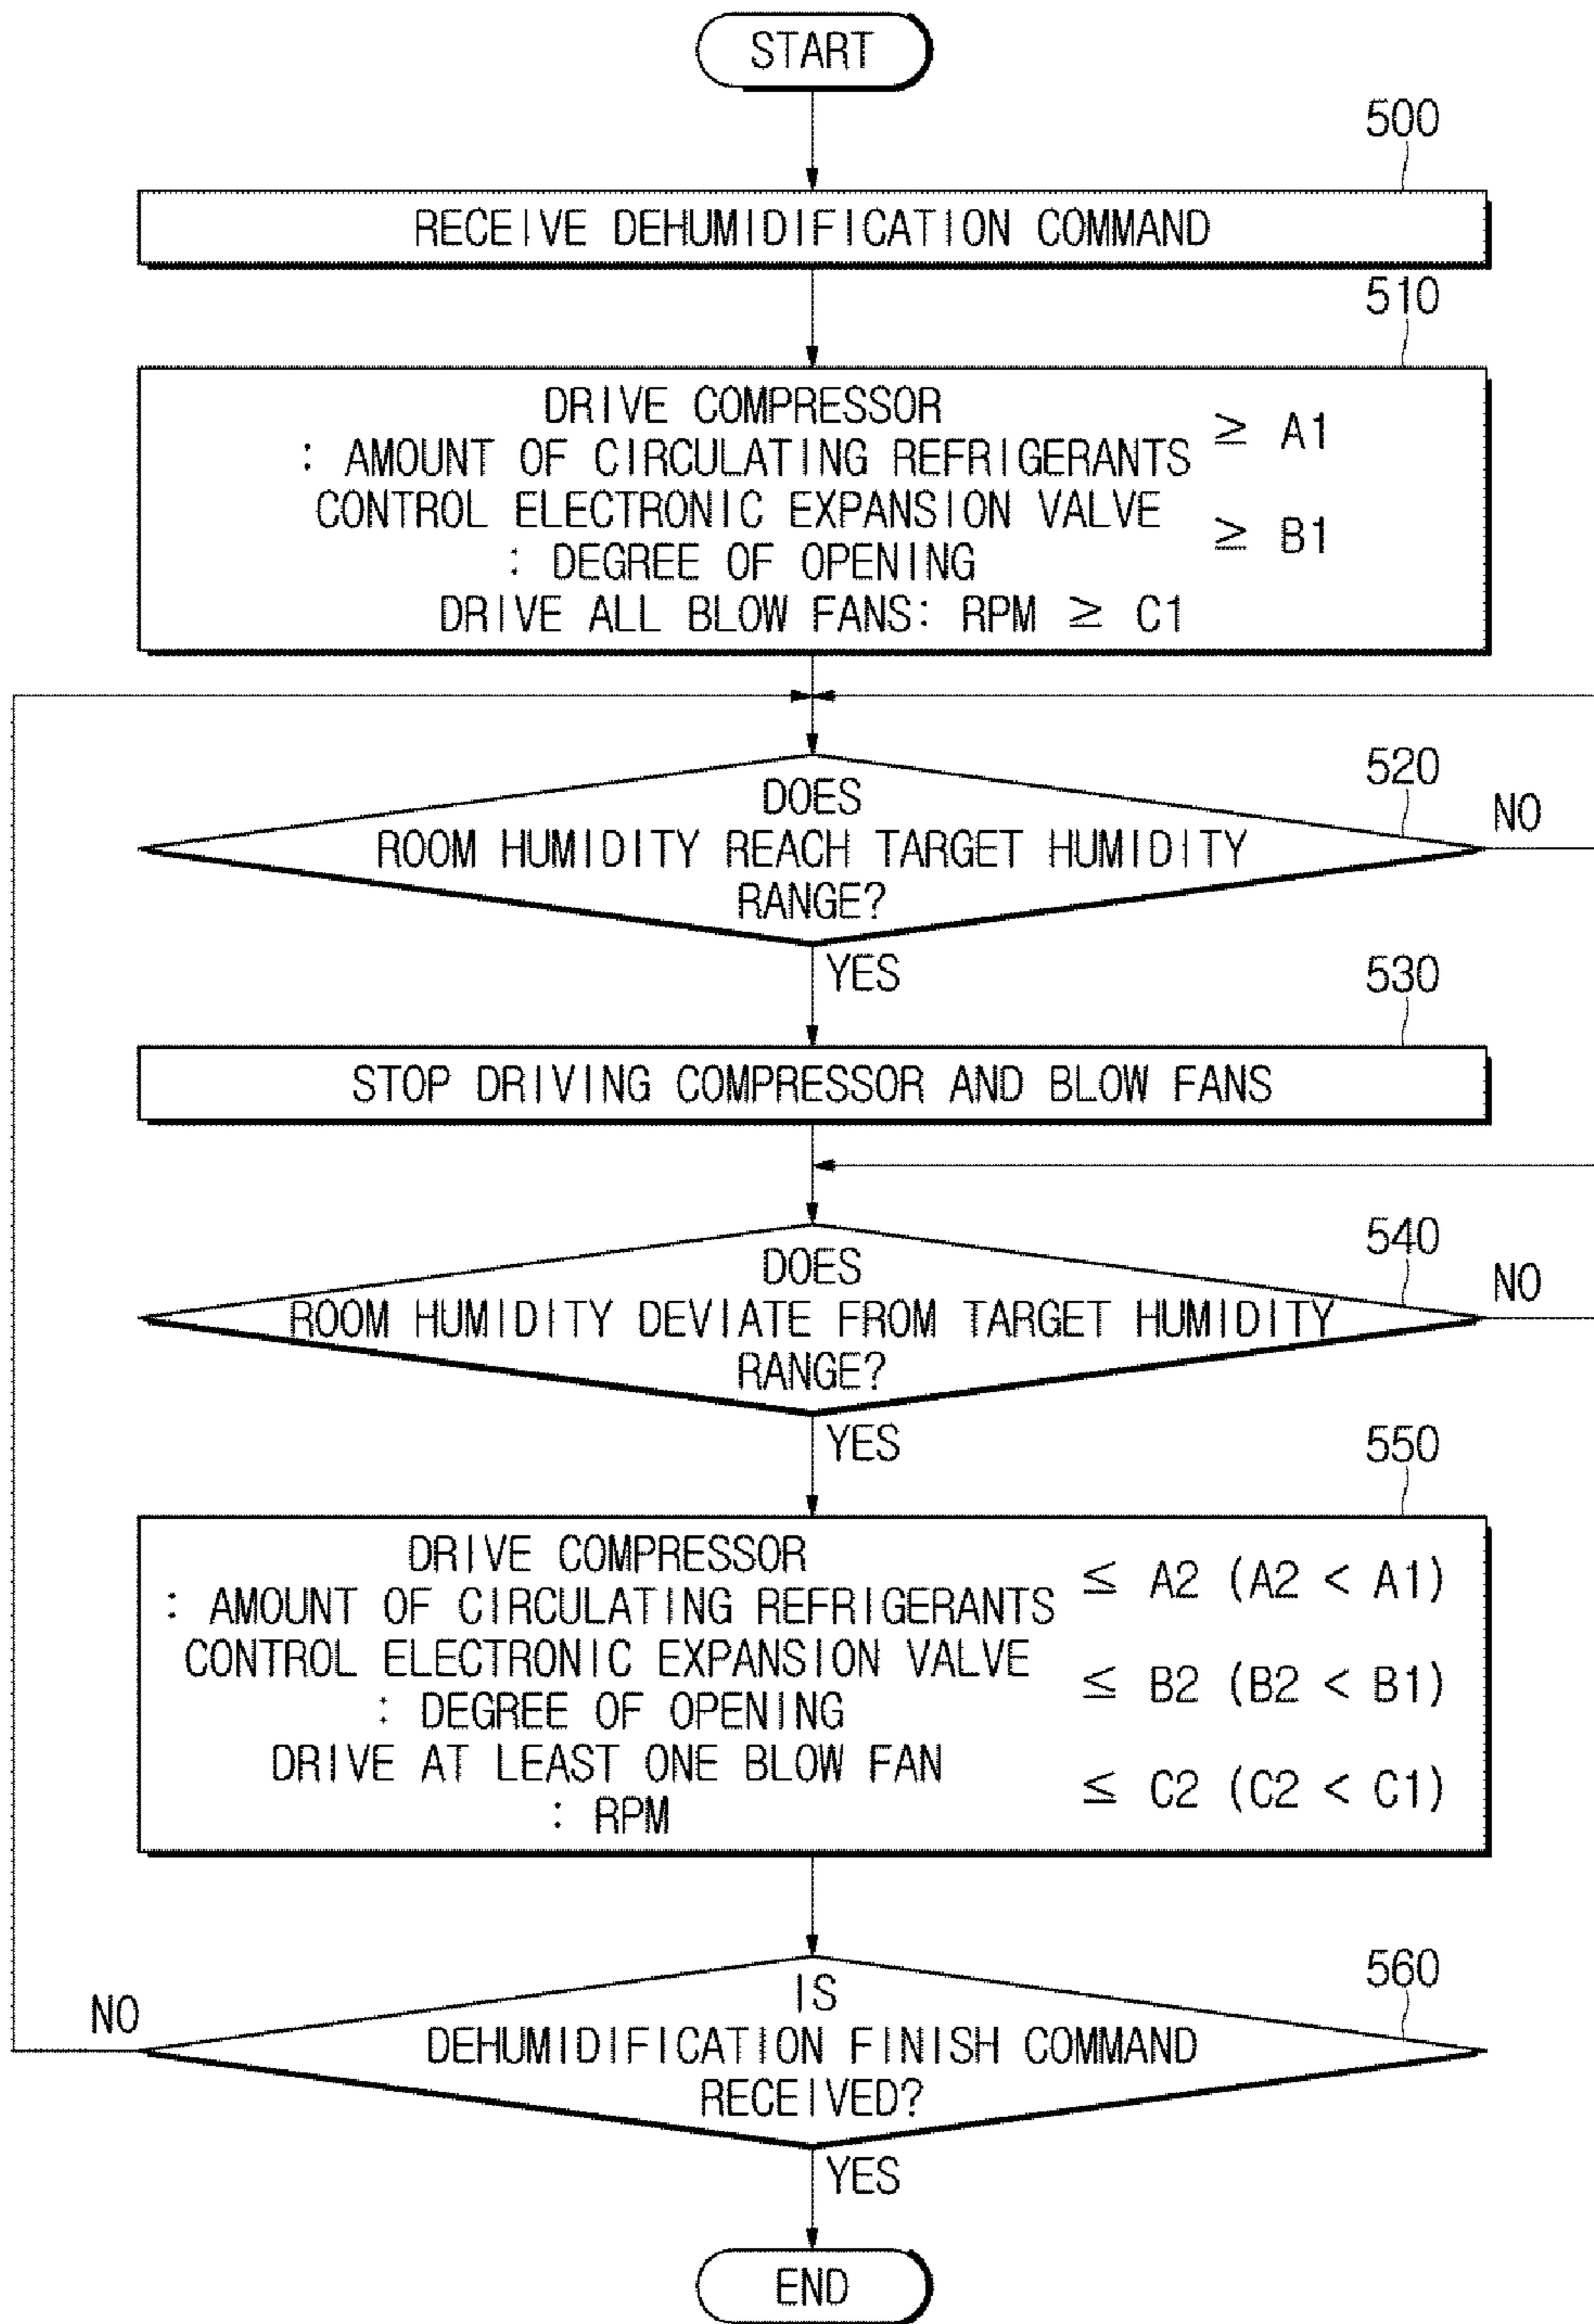 START
500
RECEIVE DEHUMIDIFICATION COMMAND
510
DRIVE COMPRESSOR
: AMOUNT OF CIRCULATING REFRIGERANTS ≥ A1
CONTROL ELECTRONIC EXPANSION VALVE
: DEGREE OF OPENING ≥ B1
DRIVE ALL BLOW FANS: RPM ≥ C1
520
DOES
ROOM HUMIDITY REACH TARGET HUMIDITY
RANGE?
NO
YES
530
STOP DRIVING COMPRESSOR AND BLOW FANS
540
DOES
ROOM HUMIDITY DEVIATE FROM TARGET HUMIDITY
RANGE?
NO
YES
550
DRIVE COMPRESSOR
: AMOUNT OF CIRCULATING REFRIGERANTS ≤ A2 (A2 < A1)
CONTROL ELECTRONIC EXPANSION VALVE
: DEGREE OF OPENING ≤ B2 (B2 < B1)
DRIVE AT LEAST ONE BLOW FAN
: RPM ≤ C2 (C2 < C1)
560
IS
DEHUMIDIFICATION FINISH COMMAND
RECEIVED?
NO
YES
END